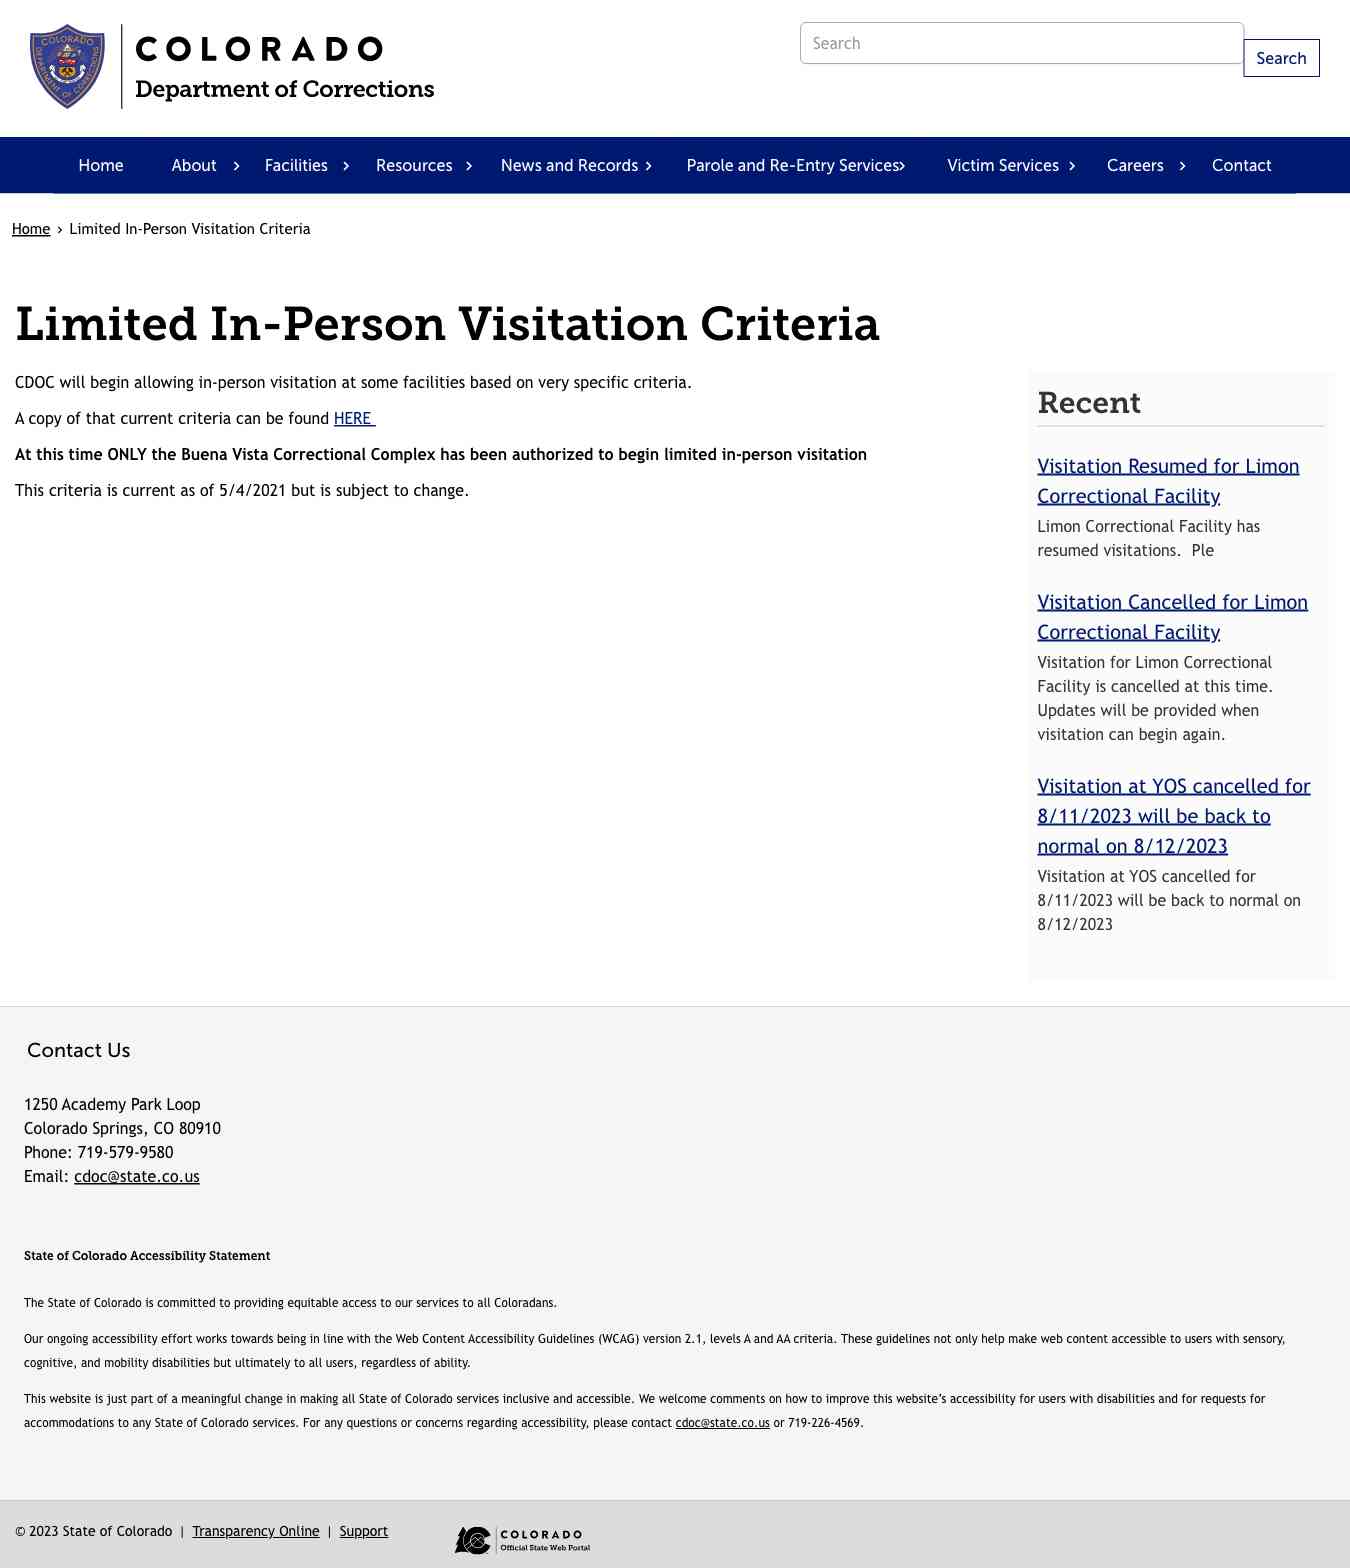 COLORADO
Department of Corrections
Search
Search
Home About Facilities Resources News and Records Parole and Re-Entry Services Victim Services Careers Contact
Home › Limited In-Person Visitation Criteria
Limited In-Person Visitation Criteria
CDOC will begin allowing in-person visitation at some facilities based on very specific criteria.
A copy of that current criteria can be found HERE
At this time ONLY the Buena Vista Correctional Complex has been authorized to begin limited in-person visitation
This criteria is current as of 5/4/2021 but is subject to change.
Recent
Visitation Resumed for Limon
Correctional Facility
Limon Correctional Facility has
resumed visitations.  Ple
Visitation Cancelled for Limon
Correctional Facility
Visitation for Limon Correctional
Facility is cancelled at this time.
Updates will be provided when
visitation can begin again.
Visitation at YOS cancelled for
8/11/2023 will be back to
normal on 8/12/2023
Visitation at YOS cancelled for
8/11/2023 will be back to normal on
8/12/2023
Contact Us
1250 Academy Park Loop
Colorado Springs, CO 80910
Phone: 719-579-9580
Email: cdoc@state.co.us
State of Colorado Accessibility Statement
The State of Colorado is committed to providing equitable access to our services to all Coloradans.
Our ongoing accessibility effort works towards being in line with the Web Content Accessibility Guidelines (WCAG) version 2.1, levels A and AA criteria. These guidelines not only help make web content accessible to users with sensory,
cognitive, and mobility disabilities but ultimately to all users, regardless of ability.
This website is just part of a meaningful change in making all State of Colorado services inclusive and accessible. We welcome comments on how to improve this website’s accessibility for users with disabilities and for requests for
accommodations to any State of Colorado services. For any questions or concerns regarding accessibility, please contact cdoc@state.co.us or 719-226-4569.
© 2023 State of Colorado | Transparency Online | Support
COLORADO
Official State Web Portal